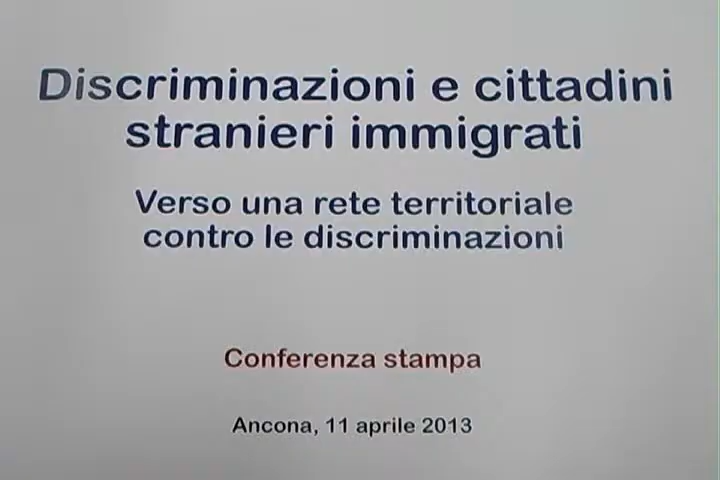 Discriminazioni e cittadini
stranieri immigrati
Verso una rete territoriale
contro le discriminazioni
Conferenza stampa
Ancona, 11 aprile 2013